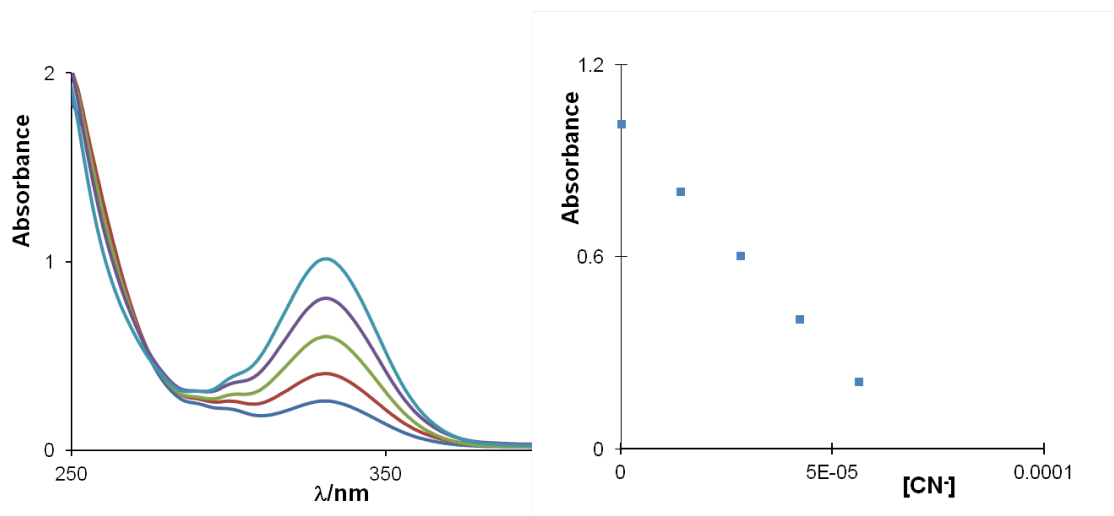 2
1
0
Absorbance
250
350
λ/nm
1.2
0.6
0
Absorbance
0
5E-05
0.0001
[CN-]